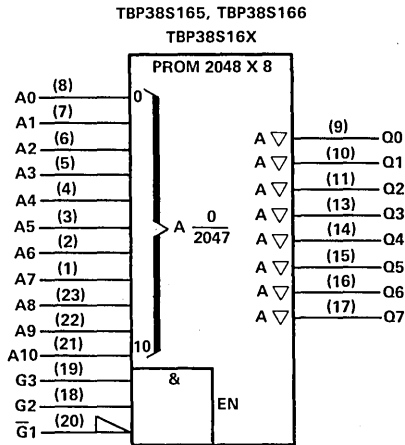 TBP38S165, TBP38S166
TBP38S16X
PROM 2048 X 8
A0 (8) 0
A1 (7)
A2 (6)
A3 (5)
A4 (4)
A5 (3)
A6 (2)
A7 (1)
A8 (23)
A9 (22)
A10 (21) 10
A 0/2047
G3 (19) &
G2 (18) EN
G̅1 (20)
A ▽ (9) Q0
A ▽ (10) Q1
A ▽ (11) Q2
A ▽ (13) Q3
A ▽ (14) Q4
A ▽ (15) Q5
A ▽ (16) Q6
A ▽ (17) Q7